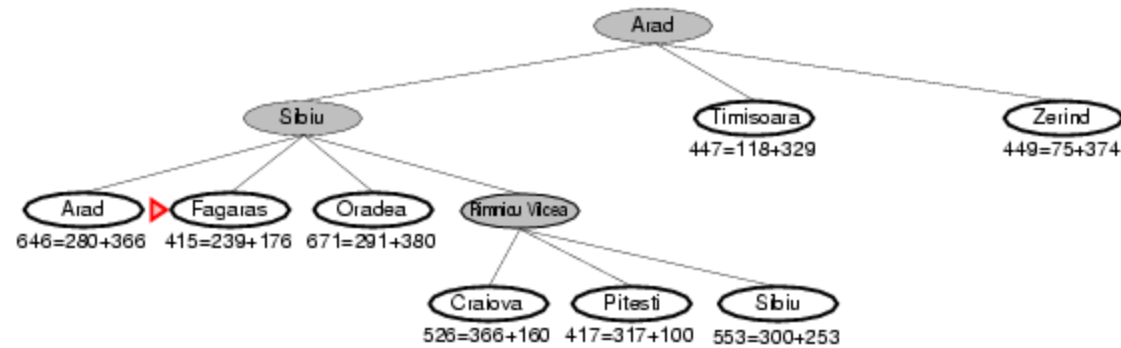 Arad
Sibiu
Timisoara
Zerind
447=118+329
449=75+374
Arad
Fagaras
Oradea
Rimnicu Vilcea
646=280+366
415=239+176
671=291+380
Craiova
Pitesti
Sibiu
526=366+160
417=317+100
553=300+253